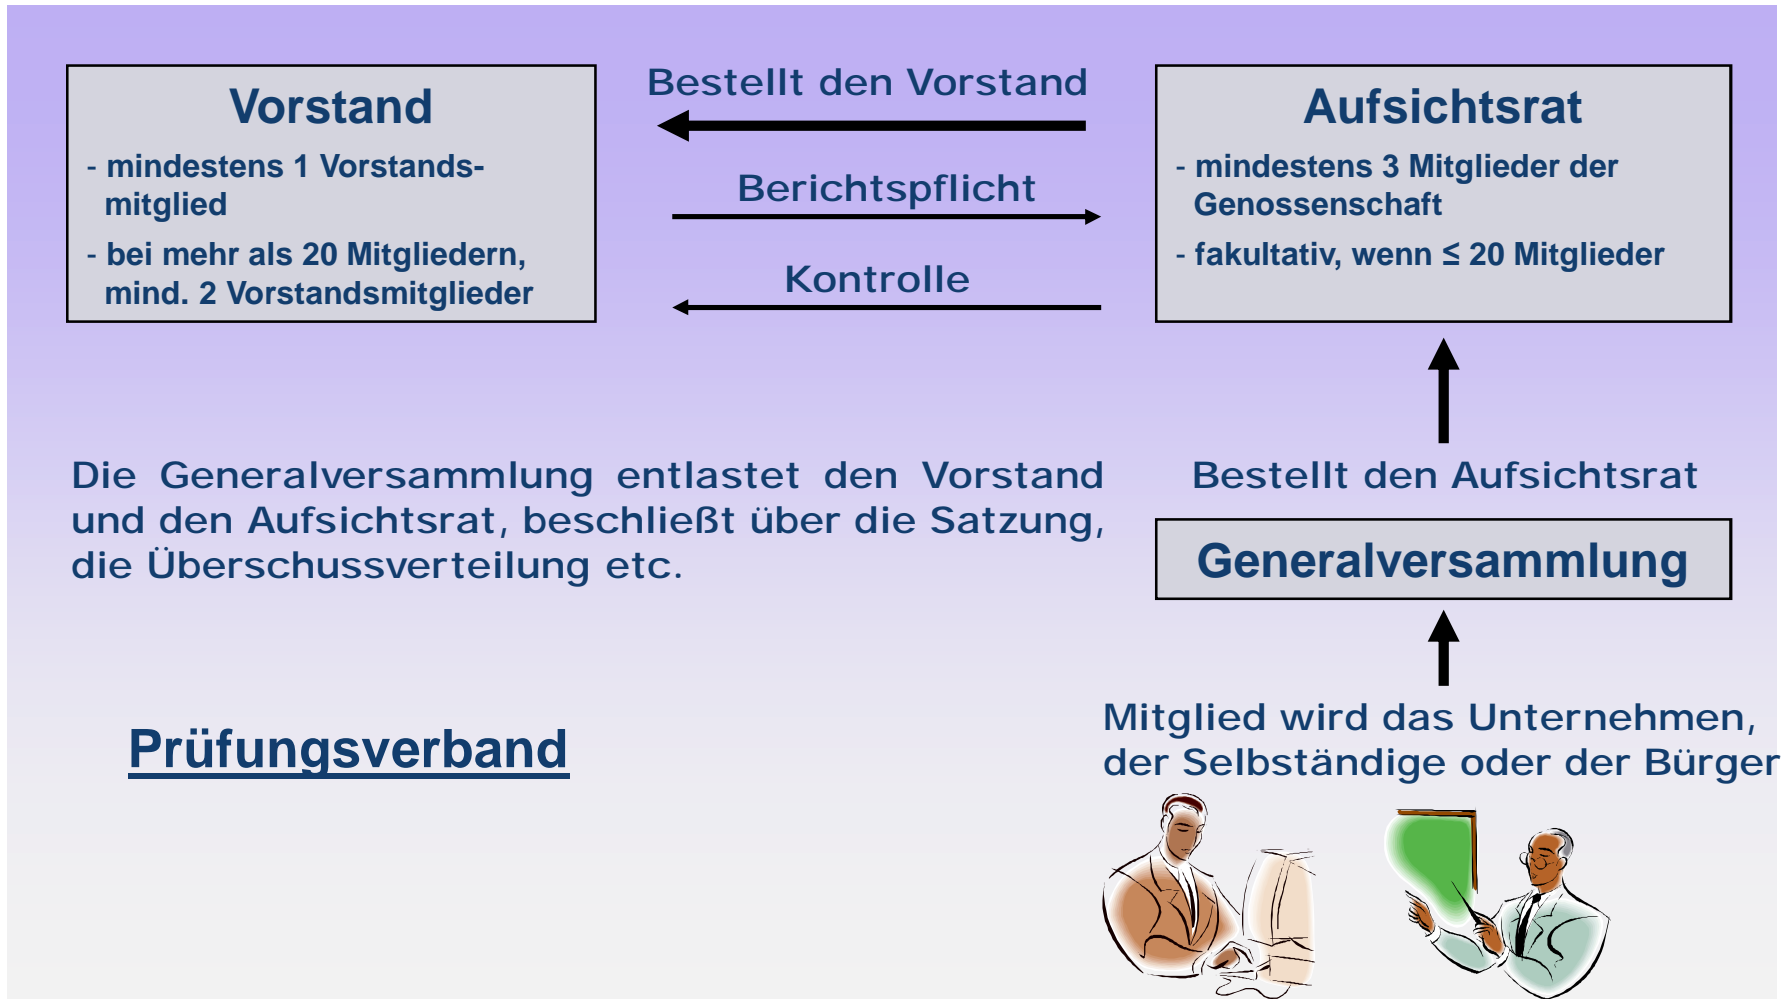 Vorstand
- mindestens 1 Vorstands-
mitglied
- bei mehr als 20 Mitgliedern,
mind. 2 Vorstandsmitglieder
Bestellt den Vorstand
Berichtspflicht
Kontrolle
Aufsichtsrat
- mindestens 3 Mitglieder der
Genossenschaft
- fakultativ, wenn ≤ 20 Mitglieder
Die Generalversammlung entlastet den Vorstand
und den Aufsichtsrat, beschließt über die Satzung,
die Überschussverteilung etc.
Bestellt den Aufsichtsrat
Generalversammlung
Prüfungsverband
Mitglied wird das Unternehmen,
der Selbständige oder der Bürger